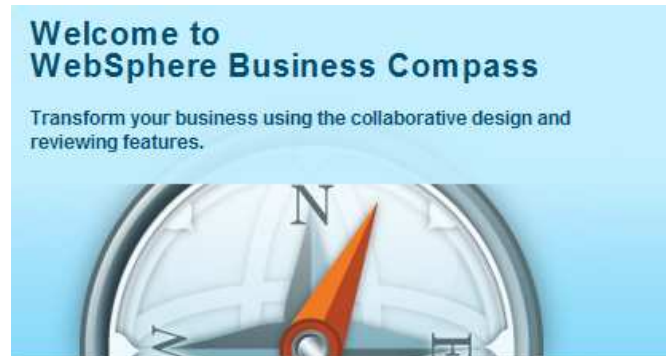 Welcome to
WebSphere Business Compass
Transform your business using the collaborative design and
reviewing features.
N
W
E